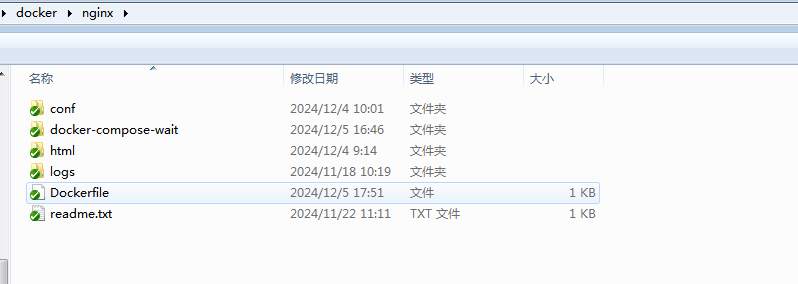 docker nginx
名称 修改日期 类型 大小
conf 2024/12/4 10:01 文件夹
docker-compose-wait 2024/12/5 16:46 文件夹
html 2024/12/4 9:14 文件夹
logs 2024/11/18 10:19 文件夹
Dockerfile 2024/12/5 17:51 文件 1 KB
readme.txt 2024/11/22 11:11 TXT 文件 1 KB